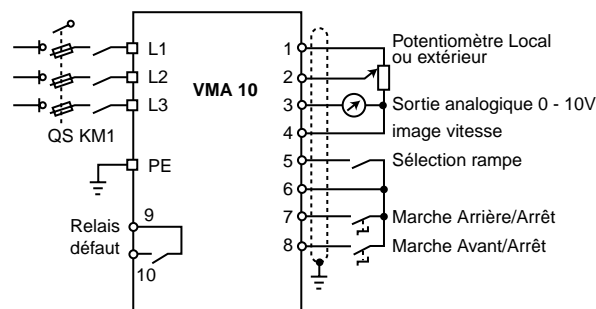 L1
L2
L3
QS KM1
PE
Relais
défaut
9
10
VMA 10
1
2
3
4
5
6
7
8
Potentiomètre Local
ou extérieur
Sortie analogique 0 - 10V
image vitesse
Sélection rampe
Marche Arrière/Arrêt
Marche Avant/Arrêt